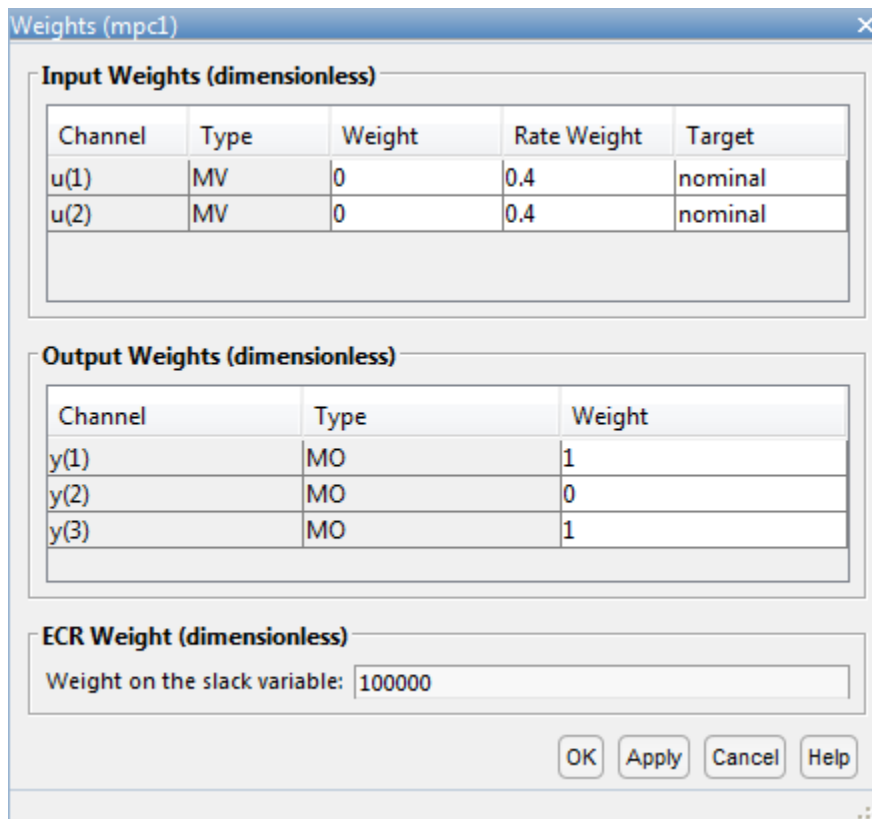 Weights (mpc1)
Input Weights (dimensionless)
Channel Type Weight Rate Weight Target
u(1) MV 0 0.4 nominal
u(2) MV 0 0.4 nominal
Output Weights (dimensionless)
Channel Type Weight
y(1) MO 1
y(2) MO 0
y(3) MO 1
ECR Weight (dimensionless)
Weight on the slack variable: 100000
OK Apply Cancel Help